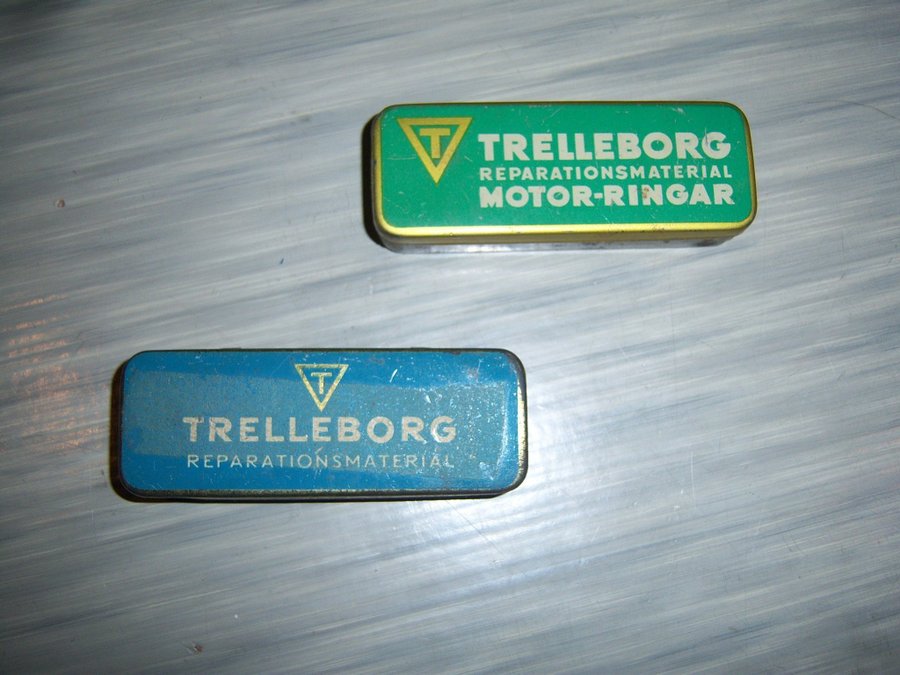 T
TRELLEBORG
REPARATIONSMATERIAL
MOTOR-RINGAR
T
TRELLEBORG
REPARATIONSMATERIAL